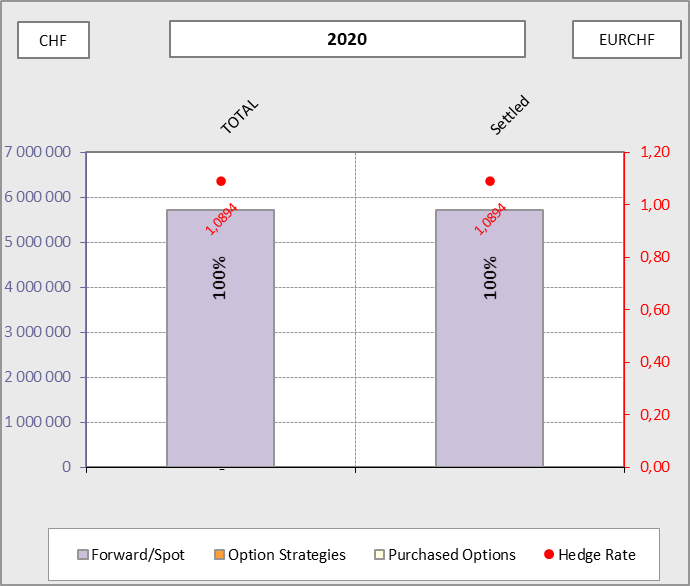 CHF
2020
EURCHF
TOTAL
Settled
7 000 000
6 000 000
5 000 000
4 000 000
3 000 000
2 000 000
1 000 000
0
1,20
1,00
0,80
0,60
0,40
0,20
0,00
1,0894
1,0894
100%
100%
-
Forward/Spot
Option Strategies
Purchased Options
Hedge Rate